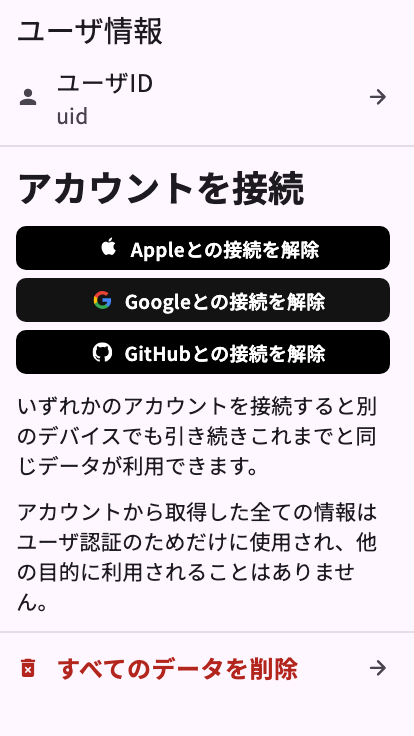 ユーザ情報
ユーザID
uid
アカウントを接続
Appleとの接続を解除
Googleとの接続を解除
GitHubとの接続を解除
いずれかのアカウントを接続すると別
のデバイスでも引き続きこれまでと同
じデータが利用できます。
アカウントから取得した全ての情報は
ユーザ認証のためだけに使用され、他
の目的に利用されることはありませ
ん。
すべてのデータを削除